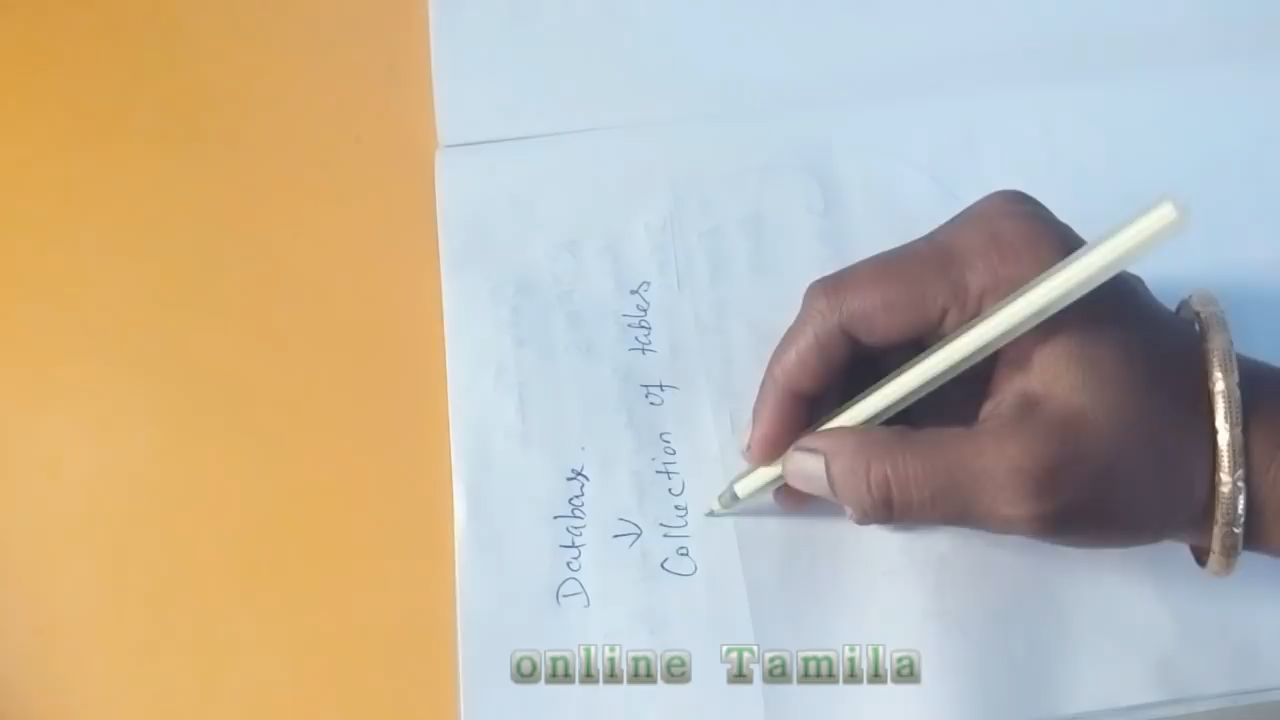 Database.
↓
Collection of tables
online Tamila